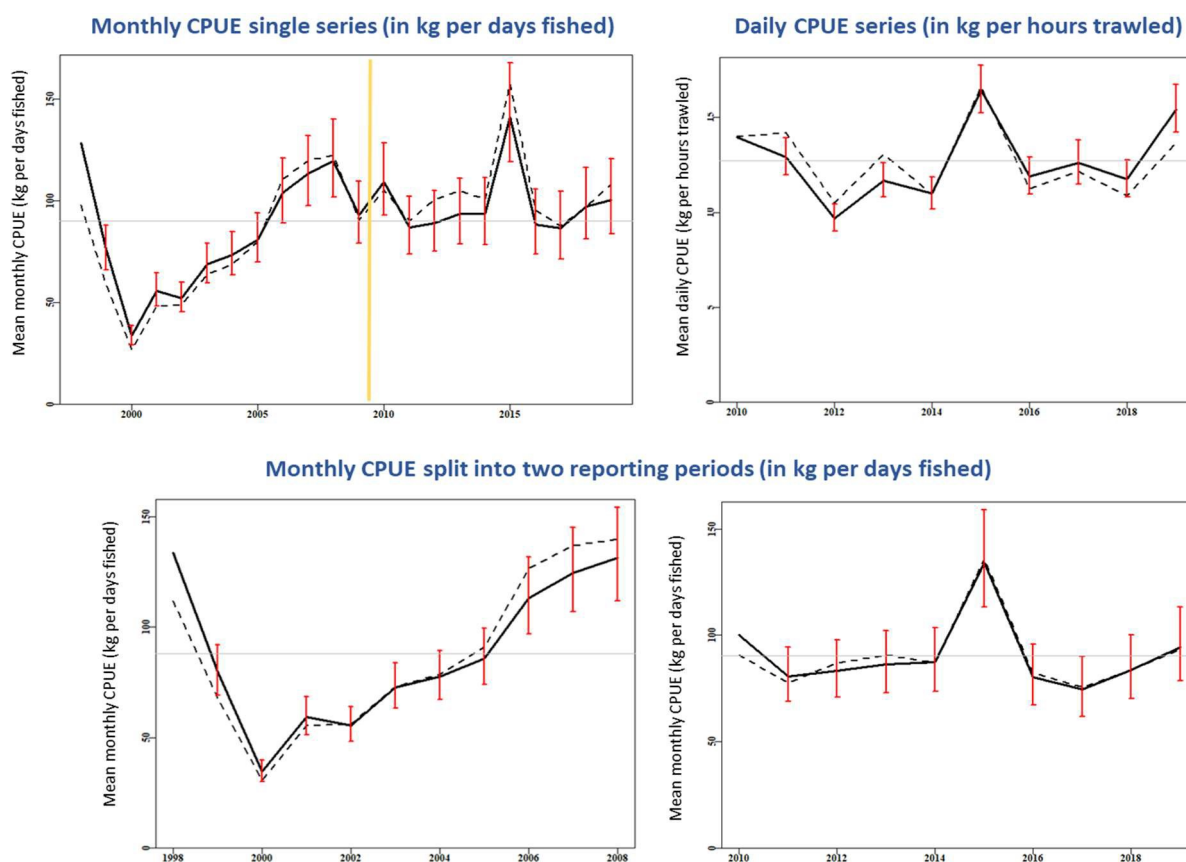 Monthly CPUE single series (in kg per days fished)
Mean monthly CPUE (kg per days fished)
150
100
50
0
2000 2005 2010 2015
Daily CPUE series (in kg per hours trawled)
Mean daily CPUE (kg per hours trawled)
15
10
5
0
2010 2012 2014 2016 2018
Monthly CPUE split into two reporting periods (in kg per days fished)
Mean monthly CPUE (kg per days fished)
150
100
50
0
1998 2000 2002 2004 2006 2008
Mean monthly CPUE (kg per days fished)
150
100
50
0
2010 2012 2014 2016 2018